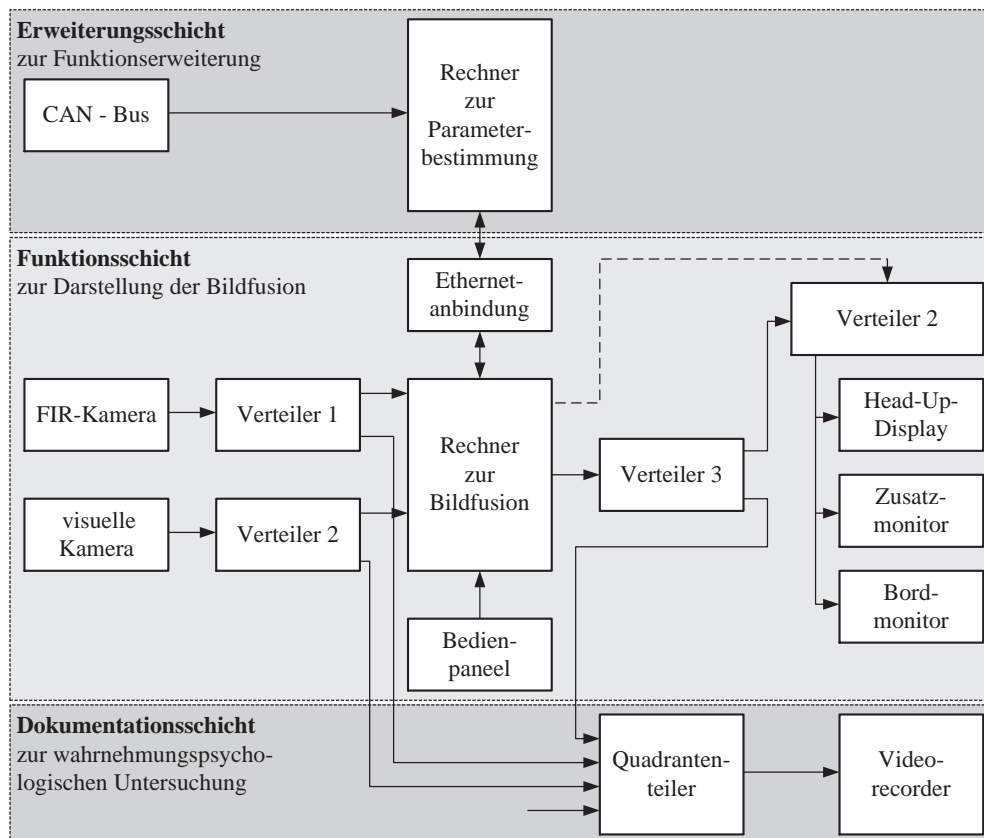 Erweiterungsschicht
zur Funktionserweiterung
CAN - Bus
Rechner
zur
Parameter-
bestimmung
Funktionsschicht
zur Darstellung der Bildfusion
Ethernet-
anbindung
Verteiler 2
FIR-Kamera
Verteiler 1
Rechner
zur
Bildfusion
Verteiler 3
Head-Up-
Display
visuelle
Kamera
Verteiler 2
Zusatz-
monitor
Bedien-
paneel
Bord-
monitor
Dokumentationsschicht
zur wahrnehmungspsycho-
logischen Untersuchung
Quadranten-
teiler
Video-
recorder